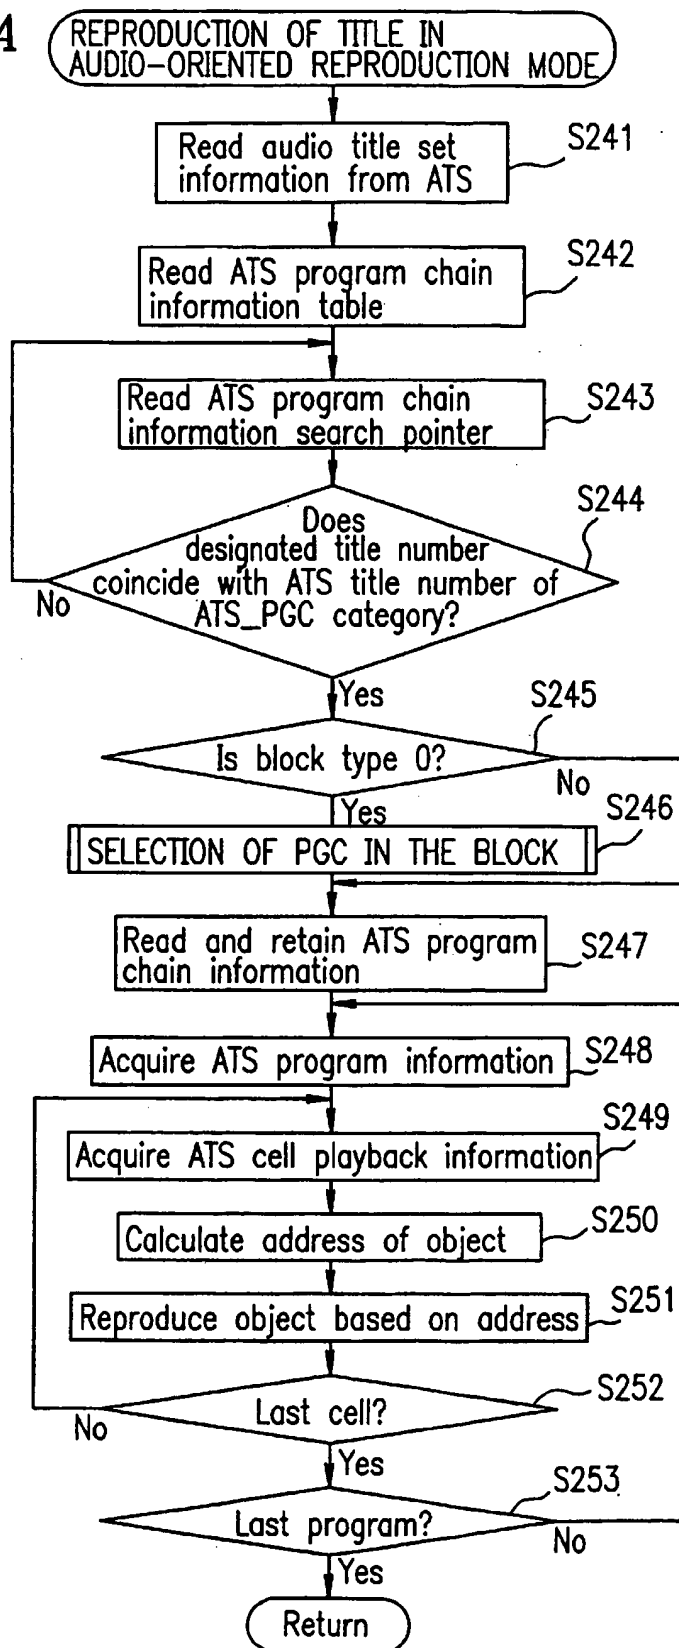 4
REPRODUCTION OF TITLE IN
AUDIO-ORIENTED REPRODUCTION MODE
Read audio title set
information from ATS
S241
Read ATS program chain
information table
S242
Read ATS program chain
information search pointer
S243
Does
designated title number
coincide with ATS title number of
ATS_PGC category?
S244
No
Yes
Is block type 0?
S245
No
Yes
SELECTION OF PGC IN THE BLOCK
S246
Read and retain ATS program
chain information
S247
Acquire ATS program information
S248
Acquire ATS cell playback information
S249
Calculate address of object
S250
Reproduce object based on address
S251
Last cell?
S252
No
Yes
Last program?
S253
No
Yes
Return